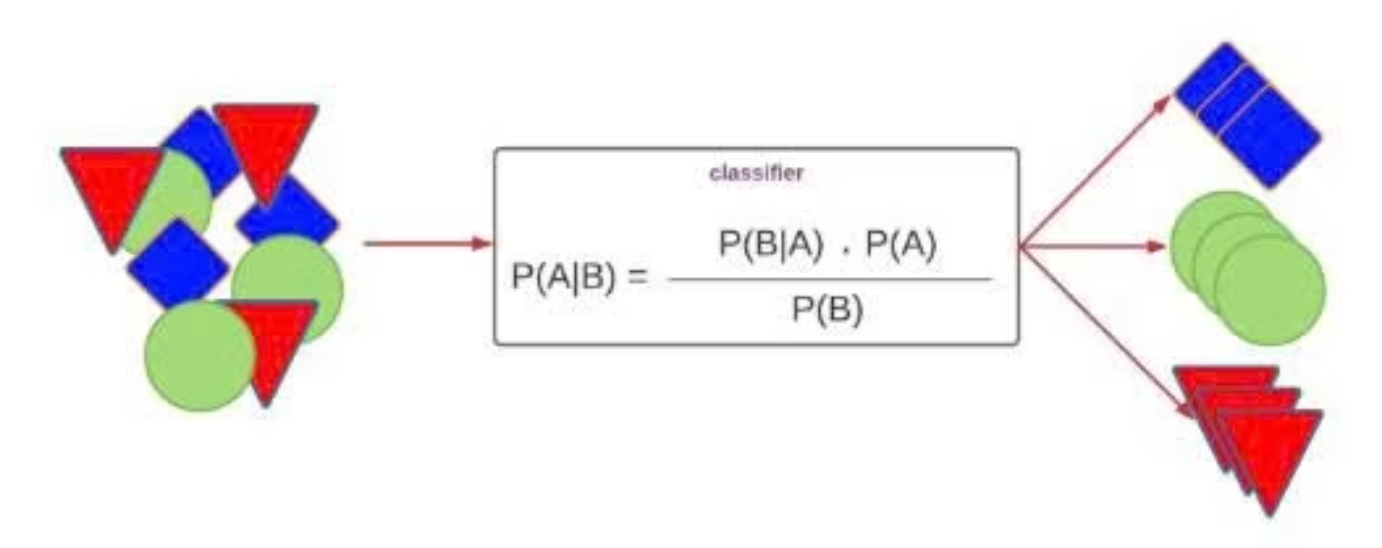 classifier
P(B|A) . P(A)
P(A|B) =
P(B)